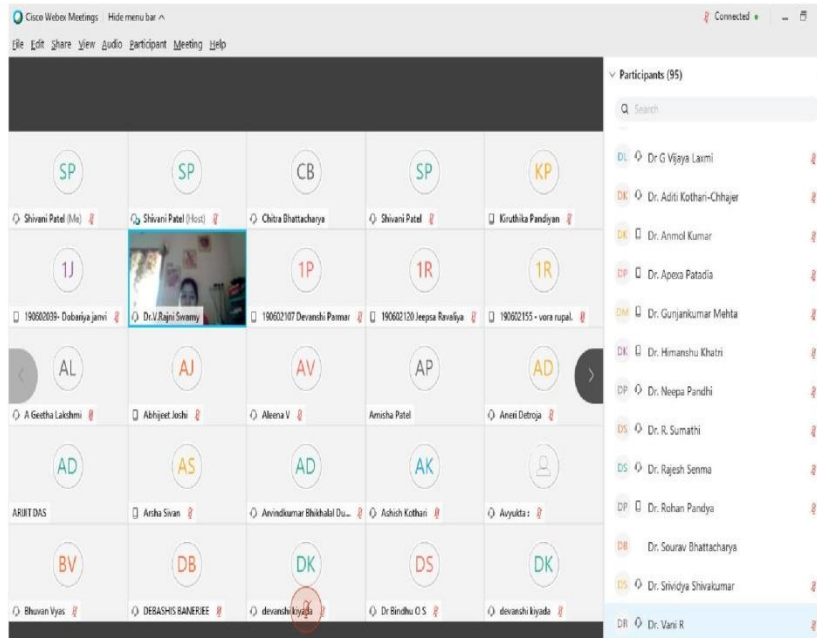 Cisco Webex Meetings Hide menu bar
Connected
File Edit Share View Audio Participant Meeting Help
Participants (95)
Search
SP SP CB SP KP
Shivani Patel (Me) Shivani Patel (Host) Chitra Bhattacharya Shivani Patel Kiruthika Pandiyan
1J 1P 1R 1R
190602039- Dobariya janvi Dr.V.Rajni Swamy 190602107 Devanshi Parmar 190602120 Jeepsa Ravaliya 190602155 - vora rupal.
AL AJ AV AP AD
A Geetha Lakshmi Abhijeet Joshi Aleena V Amisha Patel Aneri Detroja
AD AS AD AK
ARIJIT DAS Arsha Sivan Arvindkumar Bhikhalal Du... Ashish Kothari Avyukta :
BV DB DK DS DK
Bhuvan Vyas DEBASHIS BANERJEE devanshi kiyada Dr Bindhu O S devanshi kiyada
DL Dr G Vijaya Laxmi
DK Dr. Aditi Kothari-Chhajer
DK Dr. Anmol Kumar
DP Dr. Apexa Patadia
DM Dr. Gunjankumar Mehta
DK Dr. Himanshu Khatri
DP Dr. Neepa Pandhi
DS Dr. R. Sumathi
DS Dr. Rajesh Senma
DP Dr. Rohan Pandya
DB Dr. Sourav Bhattacharya
DS Dr. Srividya Shivakumar
DR Dr. Vani R